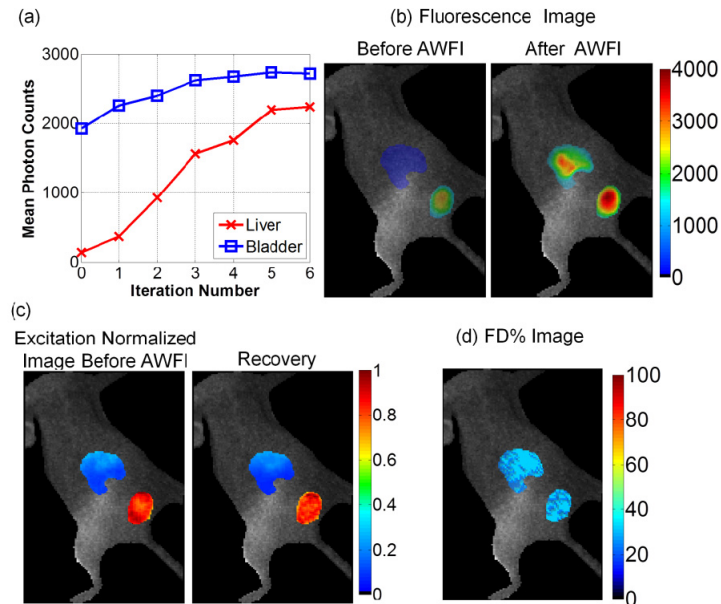 (a)
3000
2000
1000
0
Mean Photon Counts
0 1 2 3 4 5 6
Iteration Number
Liver
Bladder
(b) Fluorescence Image
Before AWFI
After AWFI
4000
3000
2000
1000
0
(c)
Excitation Normalized
Image Before AWFI
Recovery
1
0.8
0.6
0.4
0.2
0
(d) FD% Image
100
80
60
40
20
0